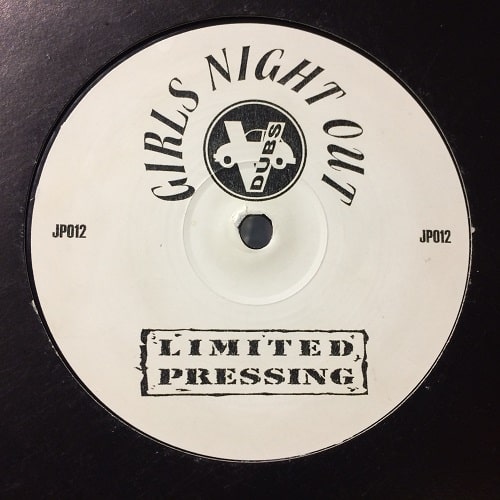 GIRLS NIGHT OUT
V
DUBS
JP012
JP012
LIMITED
PRESSING